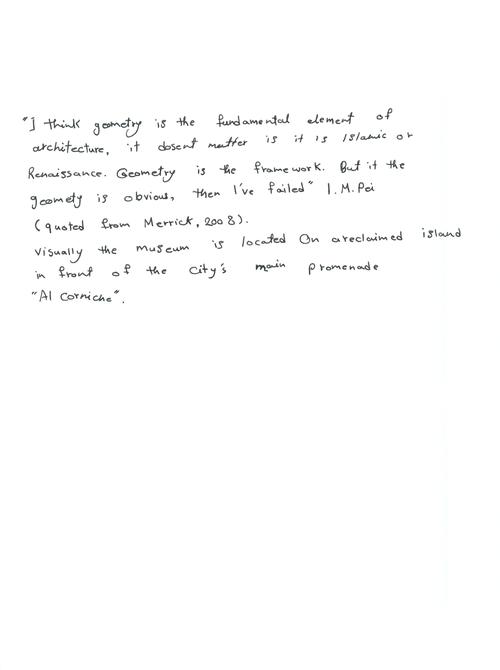 "I think geometry is the fundamental element of
architecture, it dosent matter is it is Islamic or
Renaissance. Geometry is the framework. But if the
geomety is obvious, then I've failed" I.M.Pei
(quoted from Merrick, 2008).
visually the museum is located On areclaimed island
in front of the city's main promenade
"Al Corniche".